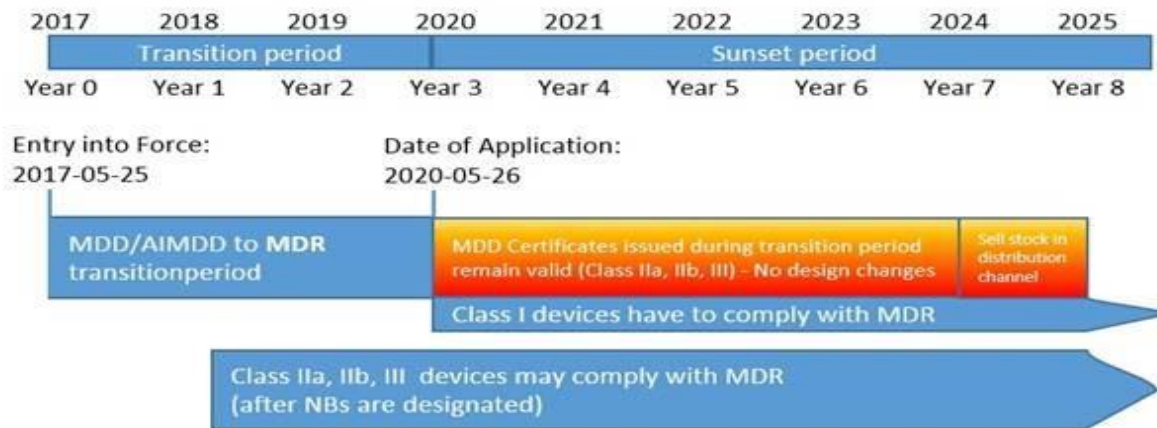 2017 2018 2019 2020 2021 2022 2023 2024 2025
Transition period Sunset period
Year 0 Year 1 Year 2 Year 3 Year 4 Year 5 Year 6 Year 7 Year 8
Entry into Force:
2017-05-25
Date of Application:
2020-05-26
MDD/AIMDD to MDR
transitionperiod
MDD Certificates issued during transition period
remain valid (Class IIa, IIb, III) - No design changes
Sell stock in
distribution
channel
Class I devices have to comply with MDR
Class IIa, IIb, III devices may comply with MDR
(after NBs are designated)